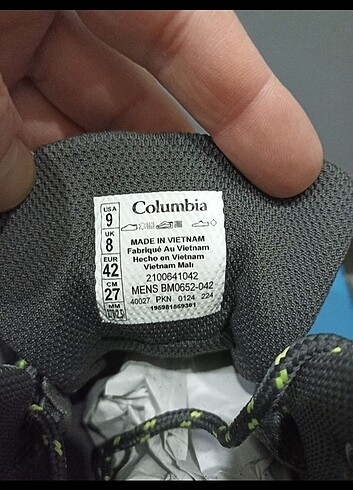 USA
9
UK
8
EUR
42
CM
27
MM
Columbia
MADE IN VIETNAM
Fabriqué Au Vietnam
Hecho en Vietnam
Vietnam Malı
2100641042
MENS BM0652-042
40027 PKN 0124 224